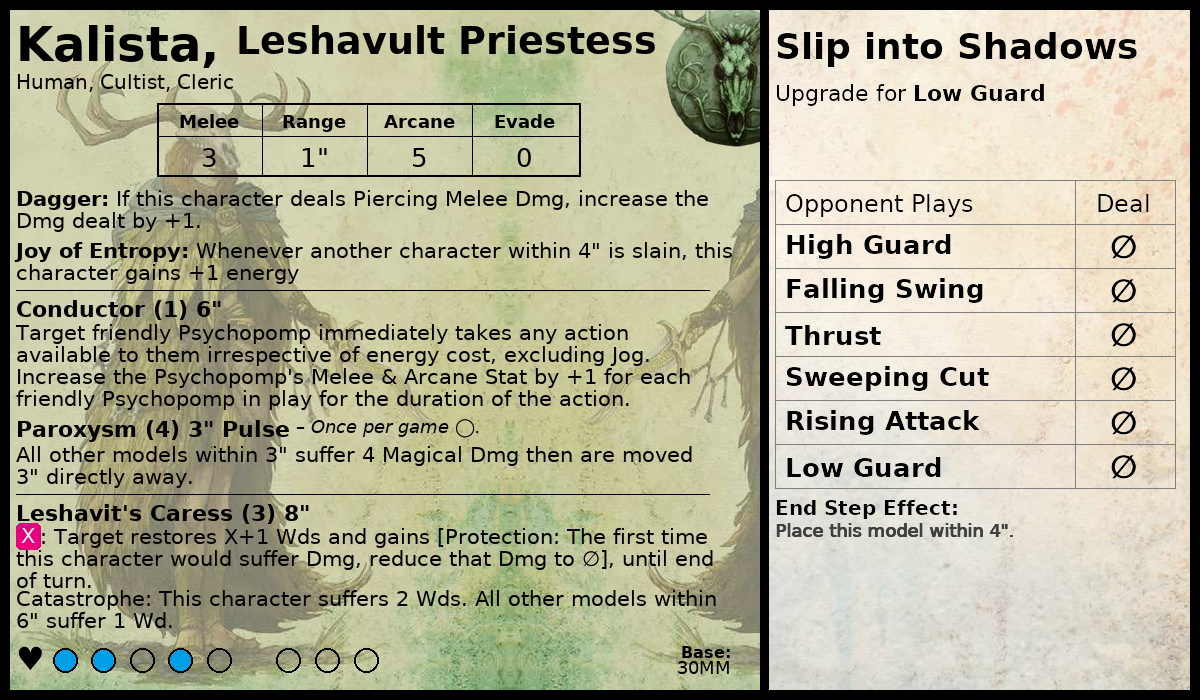 Kalista, Leshavult Priestess
Human, Cultist, Cleric
Melee Range Arcane Evade
3 1" 5 0
Dagger: If this character deals Piercing Melee Dmg, increase the
Dmg dealt by +1.
Joy of Entropy: Whenever another character within 4" is slain, this
character gains +1 energy
Conductor (1) 6"
Target friendly Psychopomp immediately takes any action
available to them irrespective of energy cost, excluding Jog.
Increase the Psychopomp's Melee & Arcane Stat by +1 for each
friendly Psychopomp in play for the duration of the action.
Paroxysm (4) 3" Pulse – Once per game ◯.
All other models within 3" suffer 4 Magical Dmg then are moved
3" directly away.
Leshavit's Caress (3) 8"
X: Target restores X+1 Wds and gains [Protection: The first time
this character would suffer Dmg, reduce that Dmg to ∅], until end
of turn.
Catastrophe: This character suffers 2 Wds. All other models within
6" suffer 1 Wd.
Base:
30MM
Slip into Shadows
Upgrade for Low Guard
Opponent Plays Deal
High Guard ∅
Falling Swing ∅
Thrust ∅
Sweeping Cut ∅
Rising Attack ∅
Low Guard ∅
End Step Effect:
Place this model within 4".